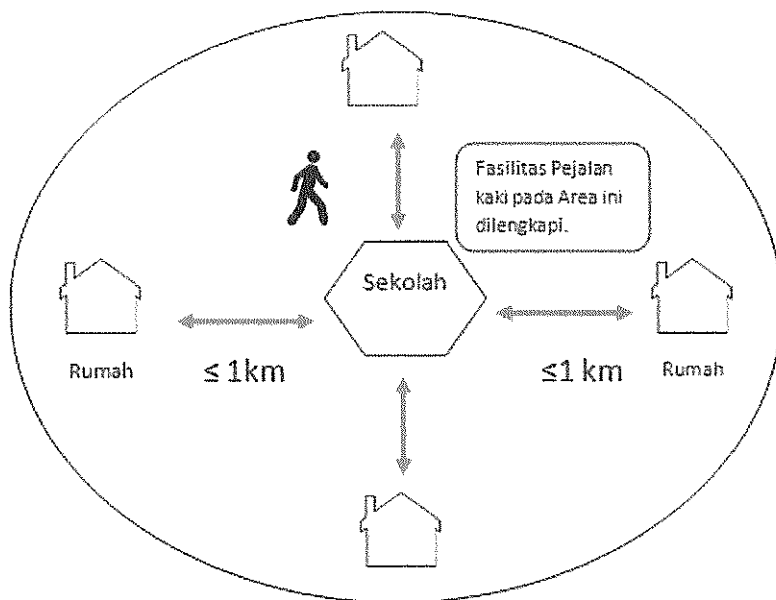 Fasilitas Pejalan
kaki pada Area ini
dilengkapi.
Sekolah
Rumah
≤ 1km
≤1 km
Rumah